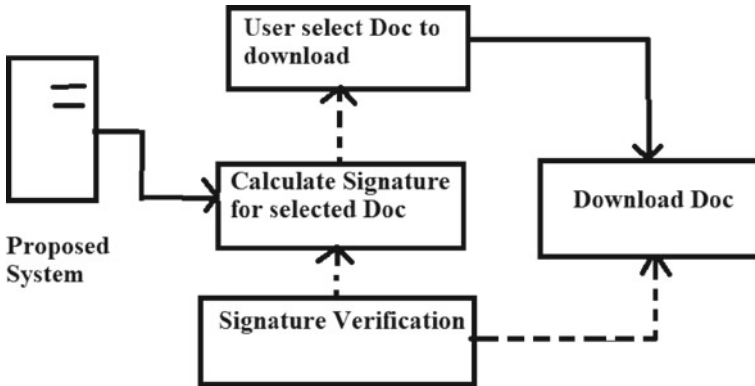 User select Doc to
download
Calculate Signature
for selected Doc
Download Doc
Proposed
System
Signature Verification